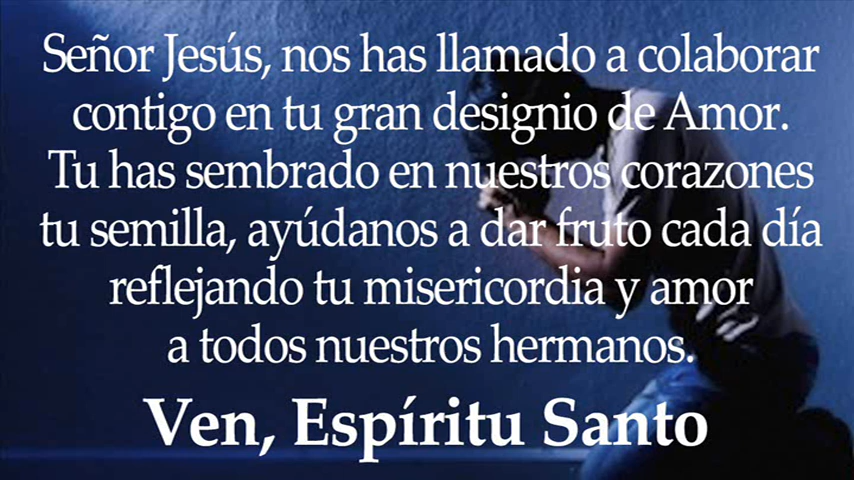 Señor Jesús, nos has llamado a colaborar
contigo en tu gran designio de Amor.
Tu has sembrado en nuestros corazones
tu semilla, ayúdanos a dar fruto cada día
reflejando tu misericordia y amor
a todos nuestros hermanos.
Ven, Espíritu Santo